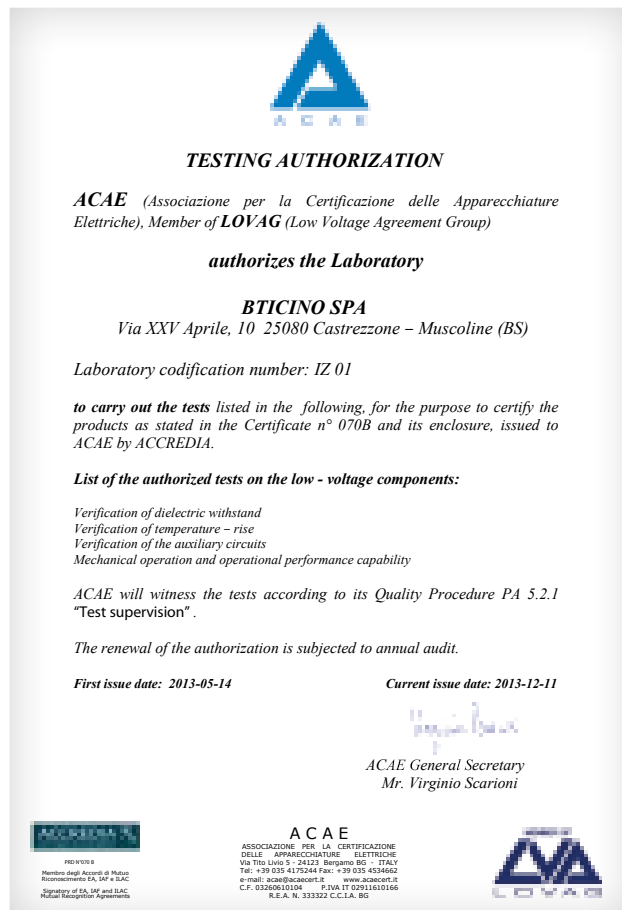 ACAE
TESTING AUTHORIZATION
ACAE (Associazione per la Certificazione delle Apparecchiature
Elettriche), Member of LOVAG (Low Voltage Agreement Group)
authorizes the Laboratory
BTICINO SPA
Via XXV Aprile, 10 25080 Castrezzone – Muscoline (BS)
Laboratory codification number: IZ 01
to carry out the tests listed in the following, for the purpose to certify the
products as stated in the Certificate n° 070B and its enclosure, issued to
ACAE by ACCREDIA.
List of the authorized tests on the low - voltage components:
Verification of dielectric withstand
Verification of temperature – rise
Verification of the auxiliary circuits
Mechanical operation and operational performance capability
ACAE will witness the tests according to its Quality Procedure PA 5.2.1
“Test supervision” .
The renewal of the authorization is subjected to annual audit.
First issue date: 2013-05-14 Current issue date: 2013-12-11
ACAE General Secretary
Mr. Virginio Scarioni
ACCREDIA
PRD N°070 B
Membro degli Accordi di Mutuo
Riconoscimento EA, IAF e ILAC
Signatory of EA, IAF and ILAC
Mutual Recognition Agreements
A C A E
ASSOCIAZIONE PER LA CERTIFICAZIONE
DELLE APPARECCHIATURE ELETTRICHE
Via Tito Livio 5 - 24123 Bergamo BG - ITALY
Tel: +39 035 4175244 Fax: +39 035 4534662
e-mail: acae@acaecert.it www.acaecert.it
C.F. 03260610104 P.IVA IT 02911610166
R.E.A. N. 333322 C.C.I.A. BG
LOVAG